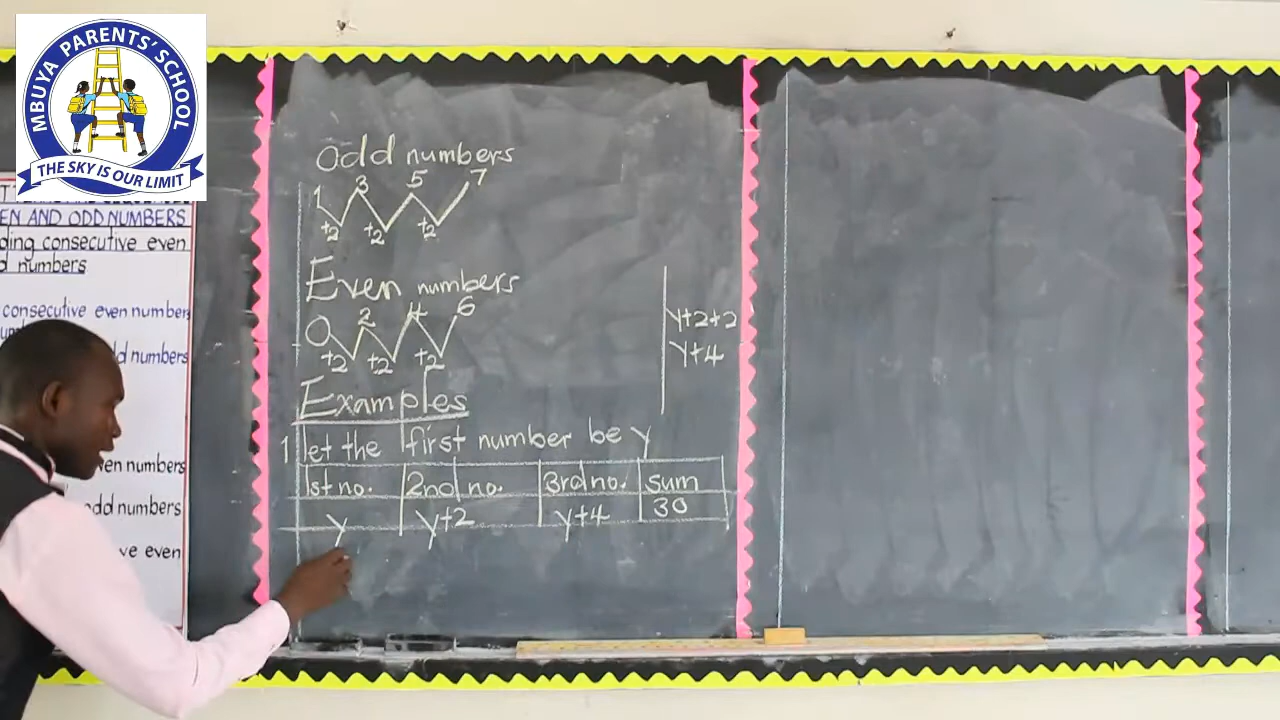 MBUYA PARENTS' SCHOOL
THE SKY IS OUR LIMIT
EN AND ODD NUMBERS
ding consecutive even
d numbers
consecutive even number
dd numbers
ven numbers
odd numbers
ve even
Odd numbers
1 3 5 7
+2 +2 +2
Even numbers
0 2 4 6
+2 +2 +2
y+2+2
y+4
Examples
1 let the first number be y
1st no. 2nd no. 3rd no. sum
y y+2 y+4 30